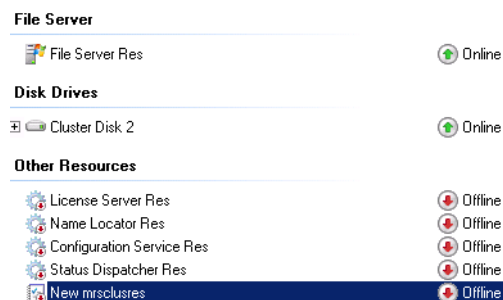 File Server
File Server Res Online
Disk Drives
Cluster Disk 2 Online
Other Resources
License Server Res Offline
Name Locator Res Offline
Configuration Service Res Offline
Status Dispatcher Res Offline
New mrsclusres Offline